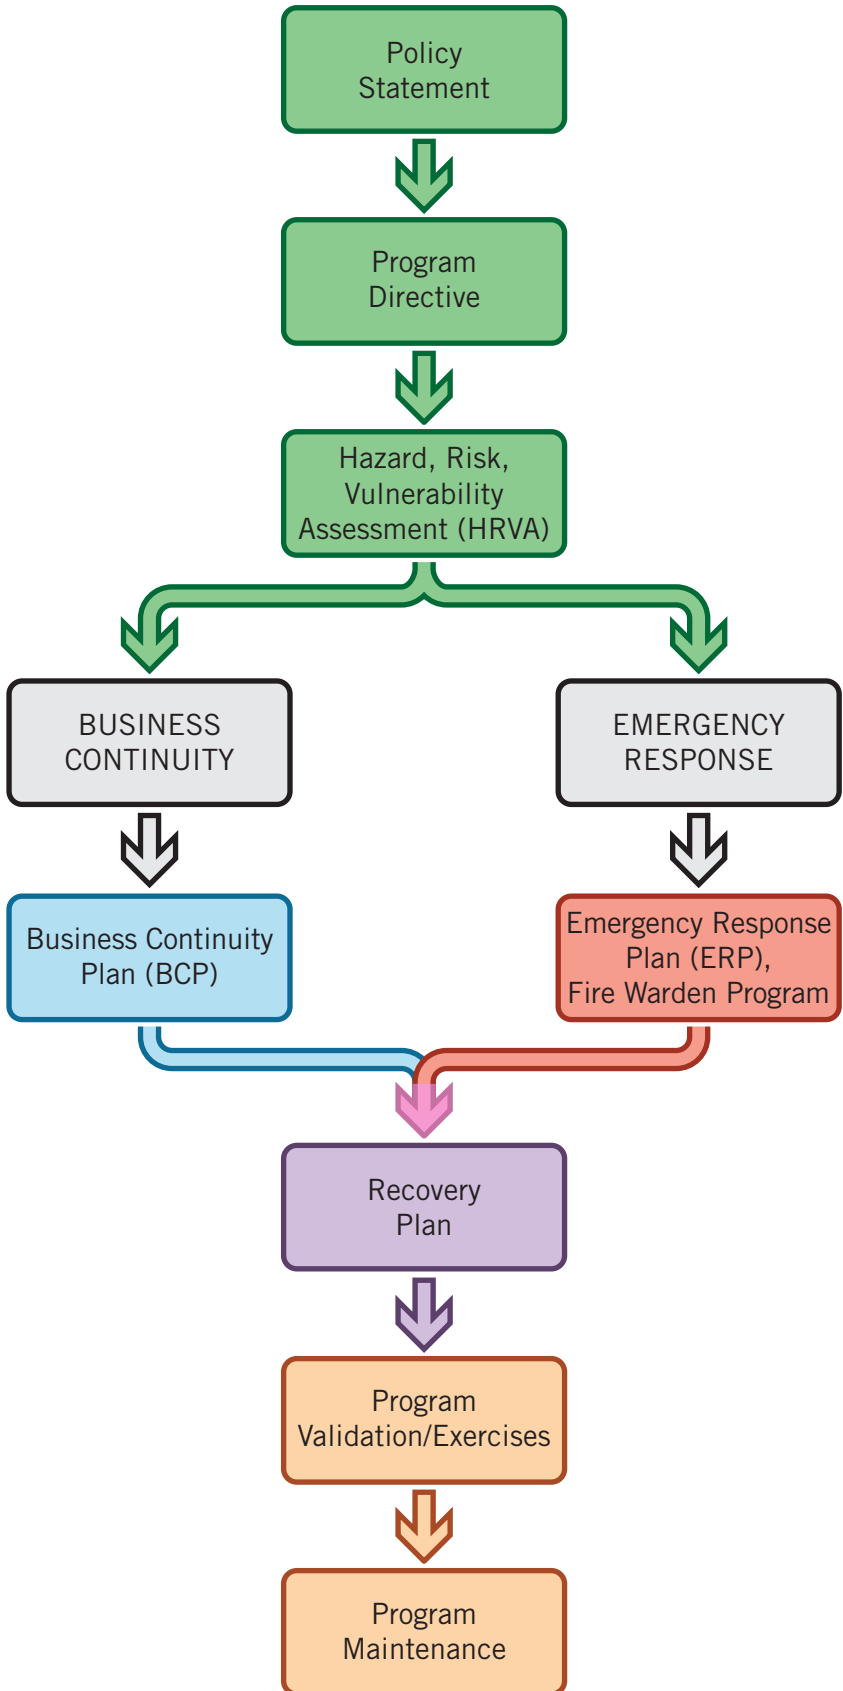 Policy
Statement
Program
Directive
Hazard, Risk,
Vulnerability
Assessment (HRVA)
BUSINESS
CONTINUITY
EMERGENCY
RESPONSE
Business Continuity
Plan (BCP)
Emergency Response
Plan (ERP),
Fire Warden Program
Recovery
Plan
Program
Validation/Exercises
Program
Maintenance